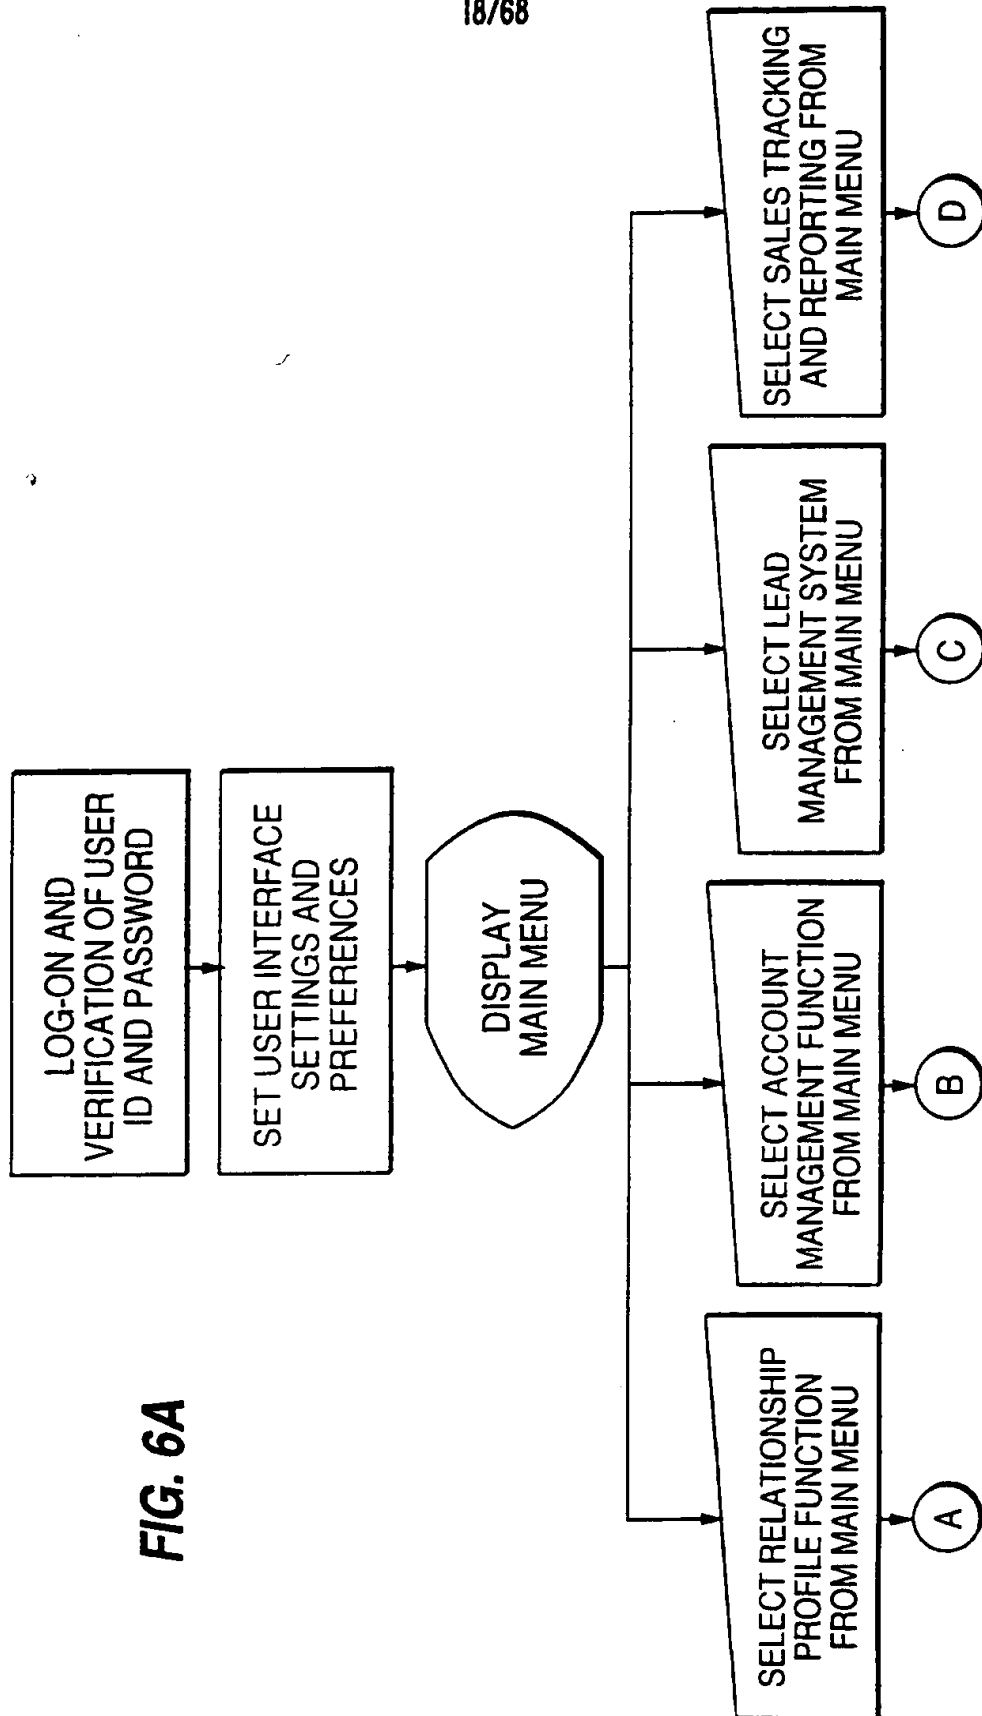 18/68
FIG. 6A
LOG-ON AND
VERIFICATION OF USER
ID AND PASSWORD
SET USER INTERFACE
SETTINGS AND
PREFERENCES
DISPLAY
MAIN MENU
SELECT RELATIONSHIP
PROFILE FUNCTION
FROM MAIN MENU
A
SELECT ACCOUNT
MANAGEMENT FUNCTION
FROM MAIN MENU
B
SELECT LEAD
MANAGEMENT SYSTEM
FROM MAIN MENU
C
SELECT SALES TRACKING
AND REPORTING FROM
MAIN MENU
D